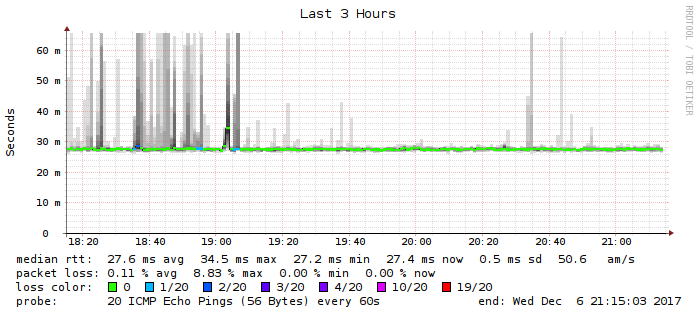 Last 3 Hours
RRDTOOL / TOBI OETIKER
Seconds
60 m
50 m
40 m
30 m
20 m
10 m
0
18:20 18:40 19:00 19:20 19:40 20:00 20:20 20:40 21:00
median rtt: 27.6 ms avg 34.5 ms max 27.2 ms min 27.4 ms now 0.5 ms sd 50.6 am/s
packet loss: 0.11 % avg 8.83 % max 0.00 % min 0.00 % now
loss color: 0 1/20 2/20 3/20 4/20 10/20 19/20
probe: 20 ICMP Echo Pings (56 Bytes) every 60s end: Wed Dec 6 21:15:03 2017